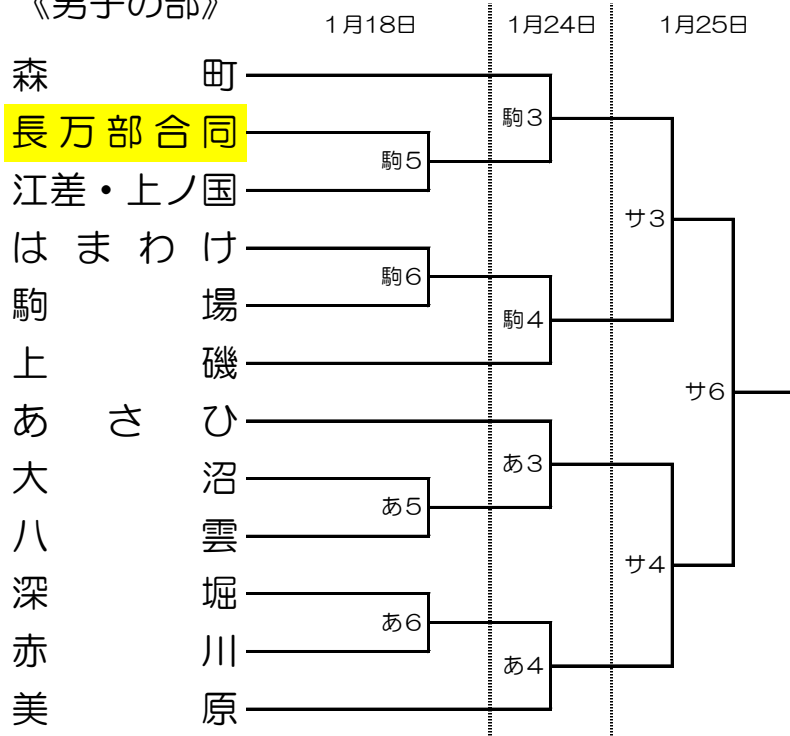 《男子の部》
1月18日 1月24日 1月25日
森町
駒3
長万部合同
駒5
江差・上ノ国
サ3
はまわけ
駒6
駒場
駒4
上磯
サ6
あさひ
あ3
大沼
あ5
八雲
サ4
深堀
あ6
赤川
あ4
美原